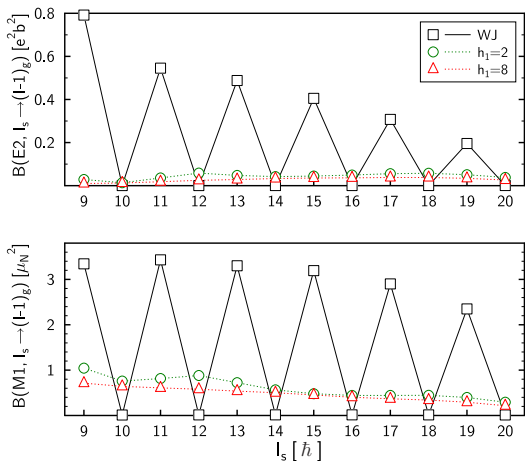 B(E2, I_s → (I-1)_g) [e²b²]
0.8
0.6
0.4
0.2
WJ
h₁=2
h₁=8
9 10 11 12 13 14 15 16 17 18 19 20
B(M1, I_s → (I-1)_g) [μ_N²]
3
2
1
9 10 11 12 13 14 15 16 17 18 19 20
I_s [ ℏ ]